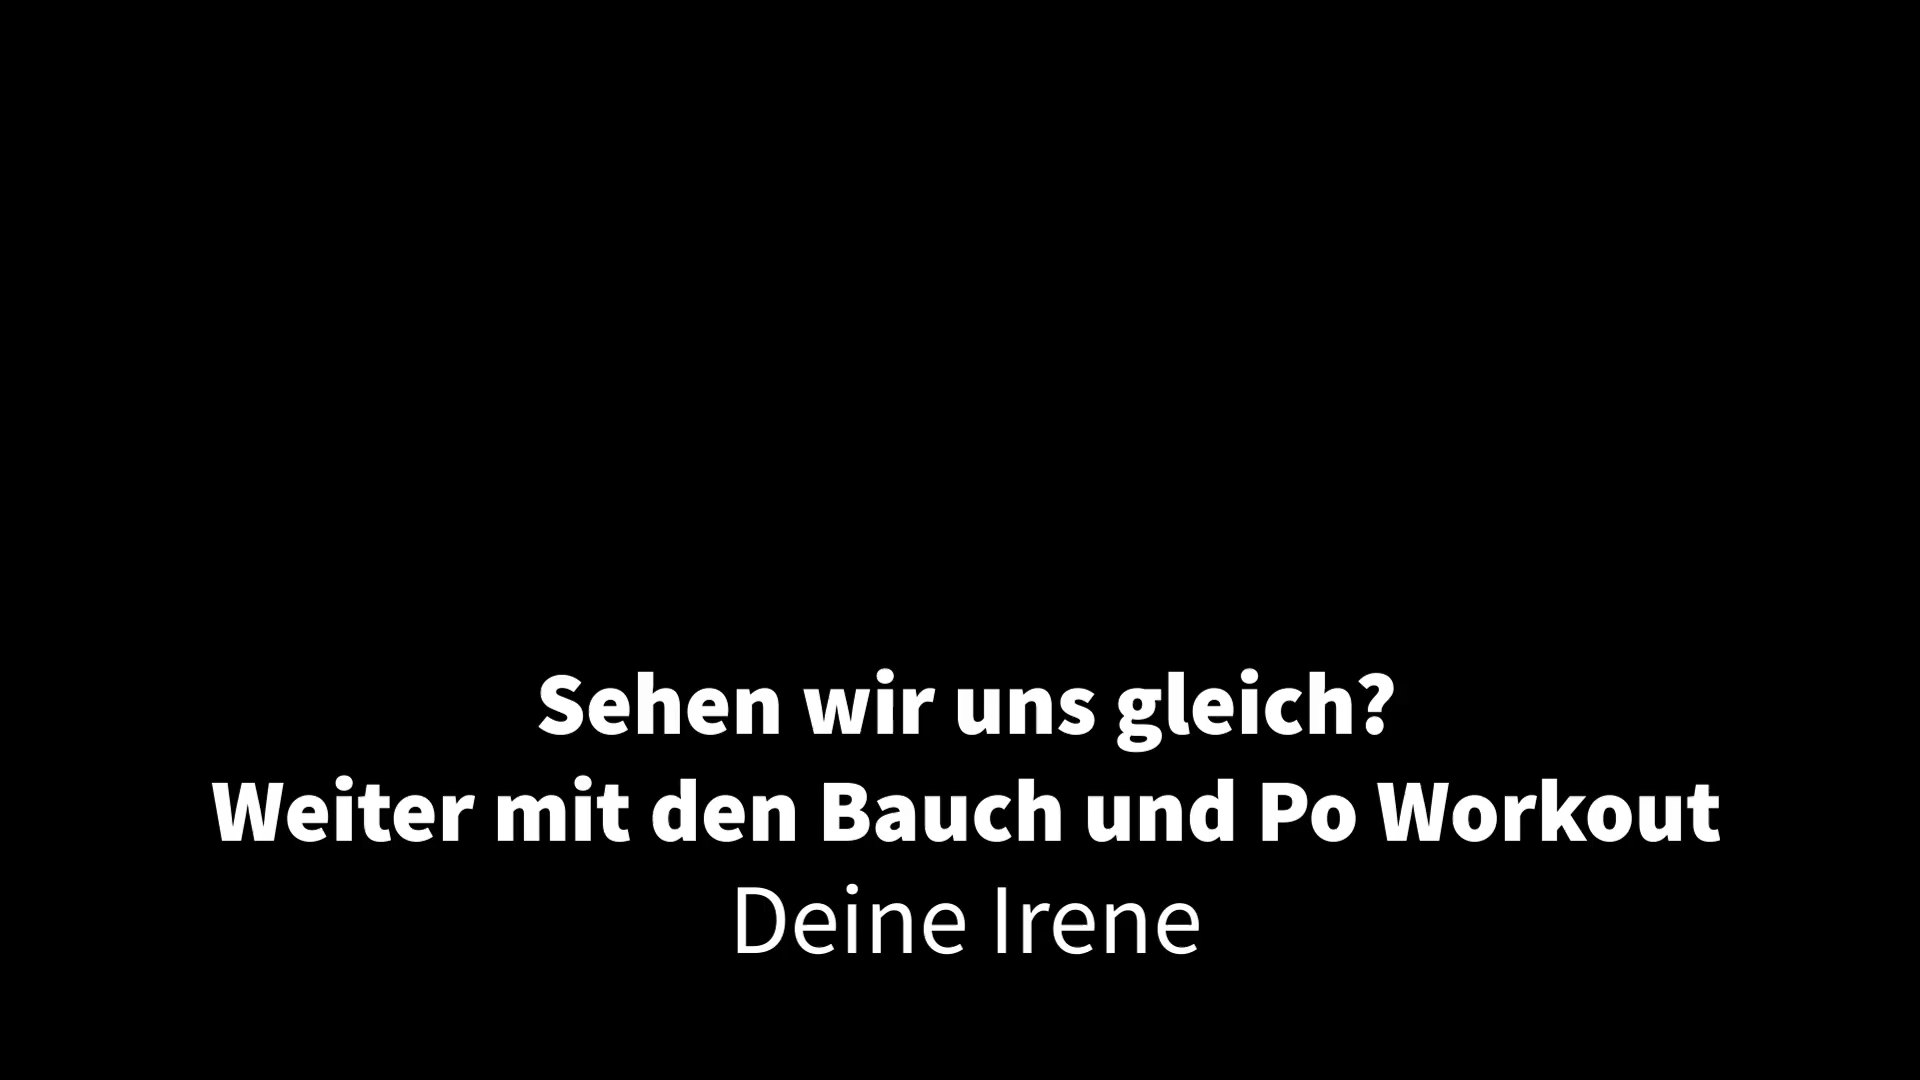 Sehen wir uns gleich?
Weiter mit den Bauch und Po Workout
Deine Irene